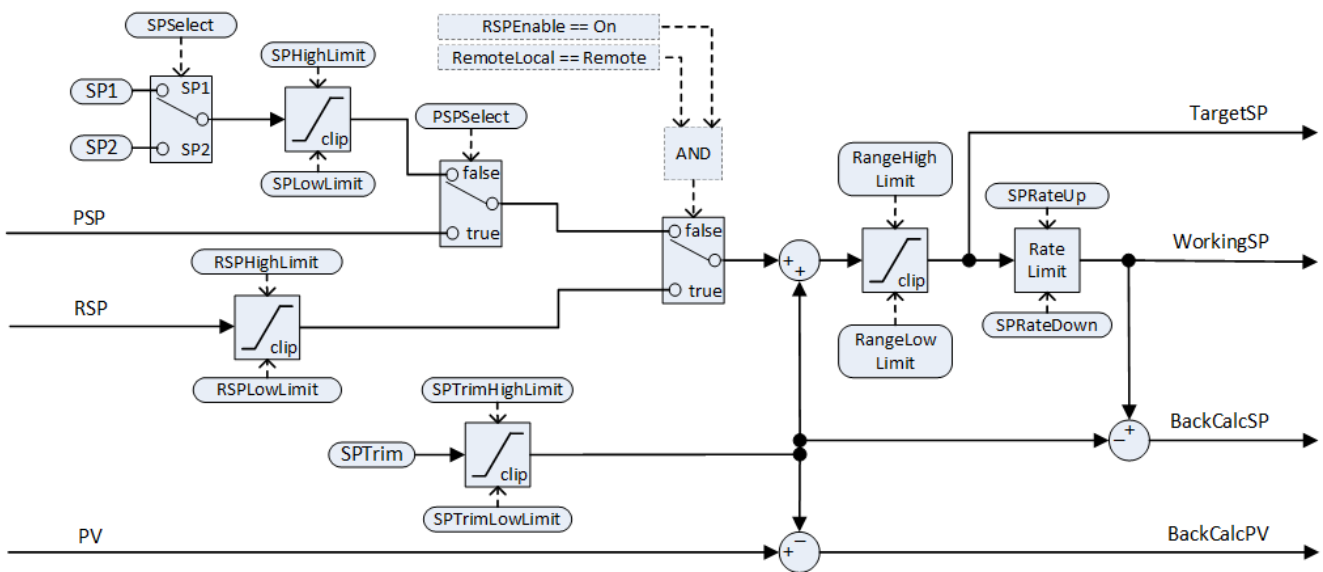 SPSelect
SP1
SP2
SP1
SP2
SPHighLimit
clip
SPLowLimit
RSPEnable == On
RemoteLocal == Remote
AND
PSPSelect
false
true
PSP
false
true
RSPHighLimit
RSP
clip
RSPLowLimit
SPTrimHighLimit
SPTrim
clip
SPTrimLowLimit
PV
+
+
RangeHigh
Limit
clip
RangeLow
Limit
SPRateUp
Rate
Limit
SPRateDown
TargetSP
WorkingSP
− +
BackCalcSP
−
+
BackCalcPV